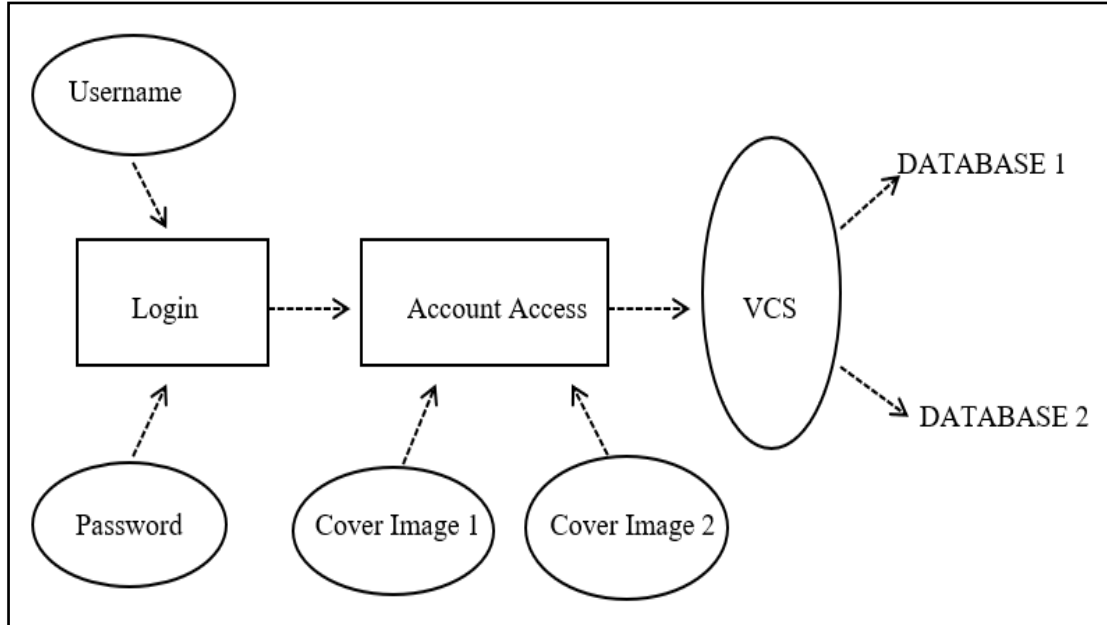 Username
DATABASE 1
Login
Account Access
VCS
DATABASE 2
Password
Cover Image 1
Cover Image 2